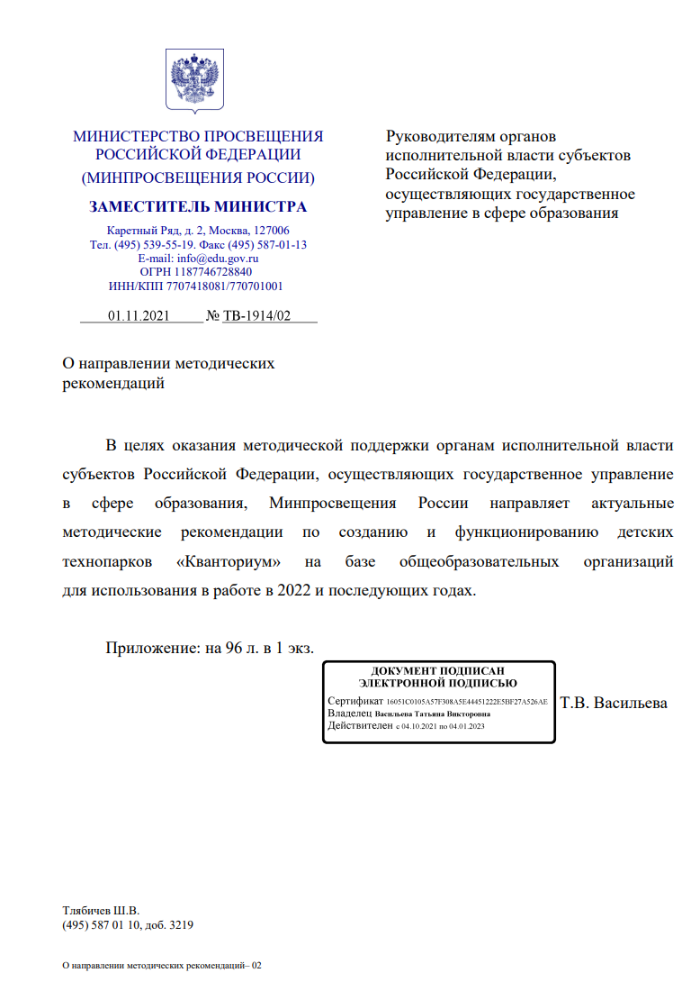 МИНИСТЕРСТВО ПРОСВЕЩЕНИЯ
РОССИЙСКОЙ ФЕДЕРАЦИИ
(МИНПРОСВЕЩЕНИЯ РОССИИ)
ЗАМЕСТИТЕЛЬ МИНИСТРА
Каретный Ряд, д. 2, Москва, 127006
Тел. (495) 539-55-19. Факс (495) 587-01-13
E-mail: info@edu.gov.ru
ОГРН 1187746728840
ИНН/КПП 7707418081/770701001
01.11.2021 № ТВ-1914/02
Руководителям органов
исполнительной власти субъектов
Российской Федерации,
осуществляющих государственное
управление в сфере образования
О направлении методических
рекомендаций
В целях оказания методической поддержки органам исполнительной власти
субъектов Российской Федерации, осуществляющих государственное управление
в сфере образования, Минпросвещения России направляет актуальные
методические рекомендации по созданию и функционированию детских
технопарков «Кванториум» на базе общеобразовательных организаций
для использования в работе в 2022 и последующих годах.
Приложение: на 96 л. в 1 экз.
ДОКУМЕНТ ПОДПИСАН
ЭЛЕКТРОННОЙ ПОДПИСЬЮ
Сертификат 16051C0105A57F308A5E44451222E5BF27A526AE
Владелец Васильева Татьяна Викторовна
Действителен с 04.10.2021 по 04.01.2023
Т.В. Васильева
Тлябичев Ш.В.
(495) 587 01 10, доб. 3219
О направлении методических рекомендаций– 02